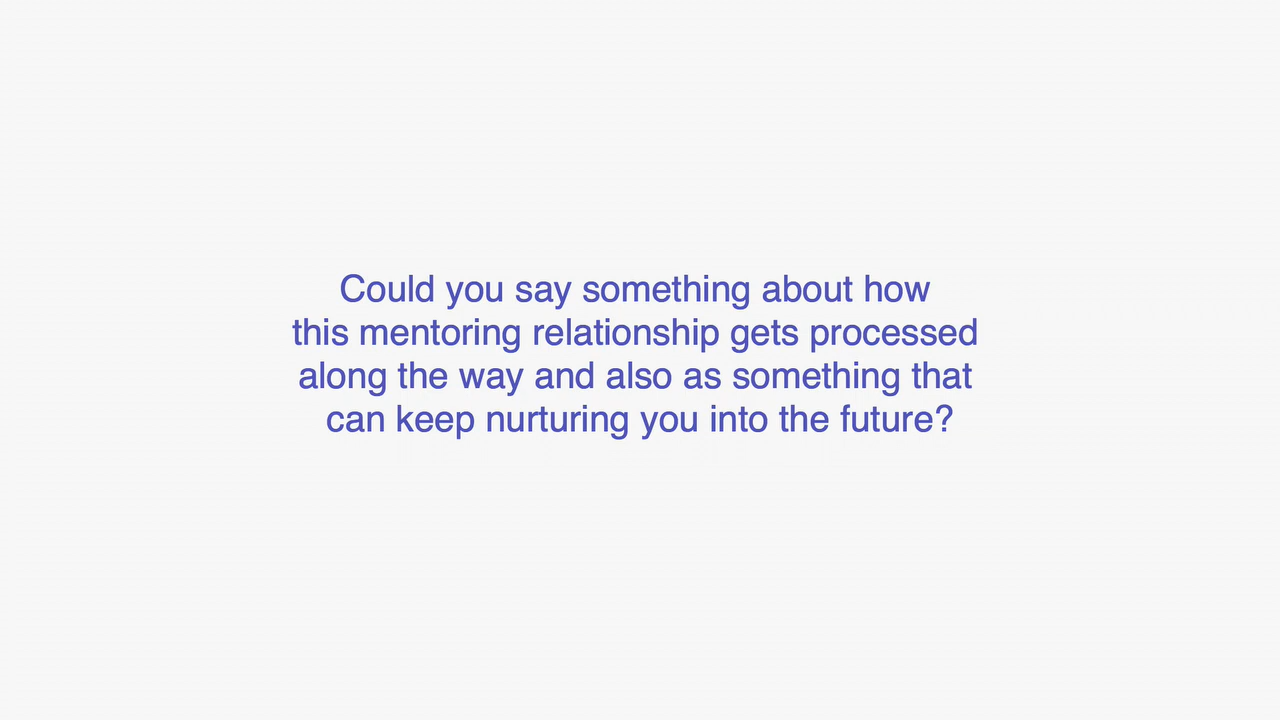 Could you say something about how
this mentoring relationship gets processed
along the way and also as something that
can keep nurturing you into the future?